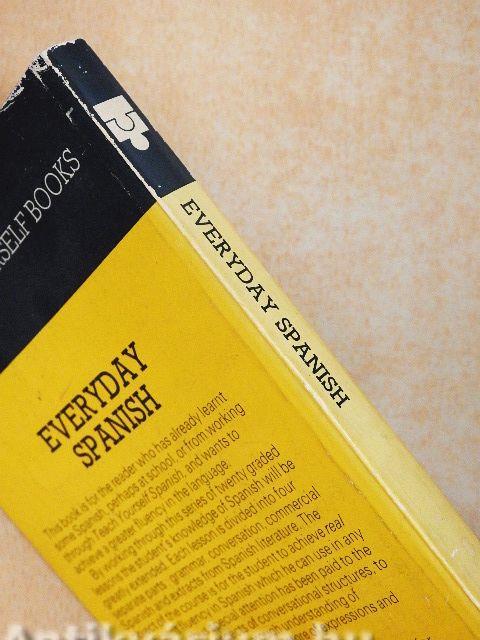 RSELF BOOKS
EVERYDAY SPANISH
EVERYDAY
SPANISH
This book is for the reader who has already learnt
Spanish, perhaps at school, or from working
through Teach Yourself Spanish, and wants to
a greater fluency in the language.
working through this series of twenty graded
lessons the student's knowledge of Spanish will be
greatly extended. Each lesson is divided into four
separate parts: grammar, conversation, commercial
Spanish and extracts from Spanish literature. The
of the course is for the student to achieve real
fluency in Spanish which he can use in any
special attention has been paid to the
of conversational structures, to
understanding of
expressions and